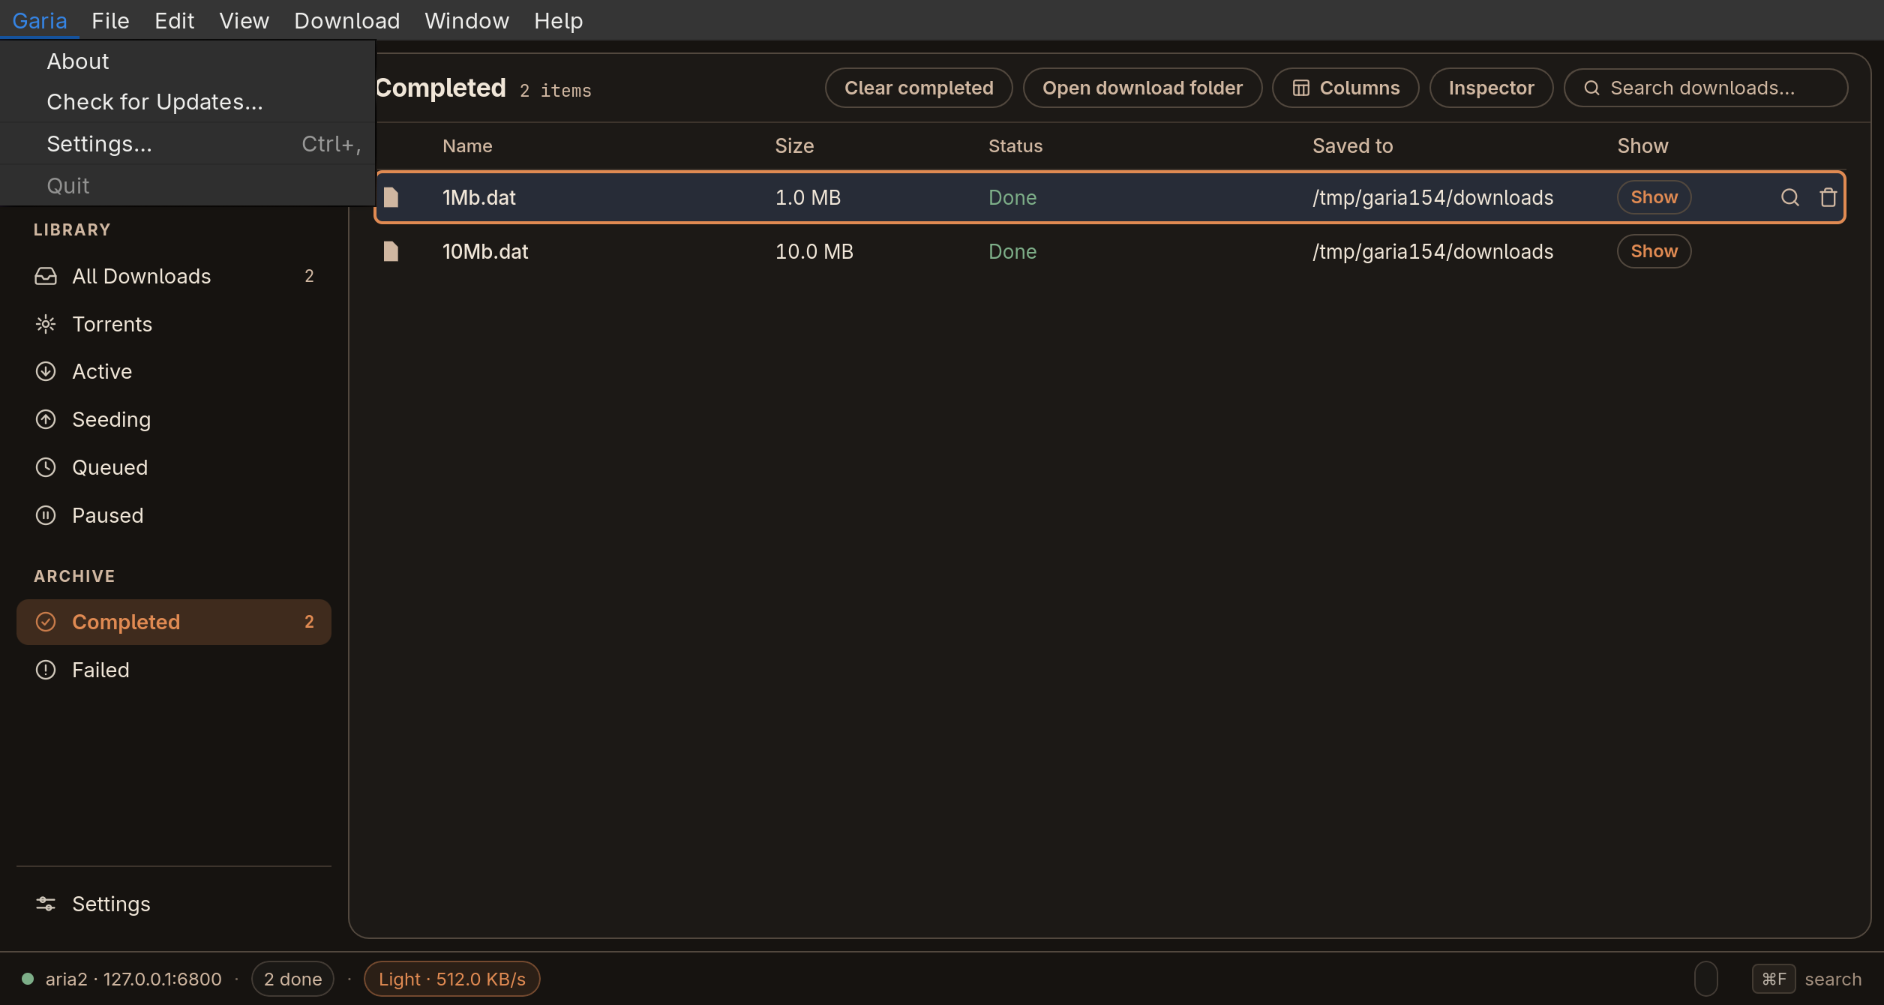 Garia File Edit View Download Window Help
About
Check for Updates...
Settings... Ctrl+,
Quit
Completed 2 items Clear completed Open download folder Columns Inspector Search downloads...
Name Size Status Saved to Show
1Mb.dat 1.0 MB Done /tmp/garia154/downloads Show
10Mb.dat 10.0 MB Done /tmp/garia154/downloads Show
LIBRARY
All Downloads 2
Torrents
Active
Seeding
Queued
Paused
ARCHIVE
Completed 2
Failed
Settings
aria2 · 127.0.0.1:6800 · 2 done · Light · 512.0 KB/s ⌘F search